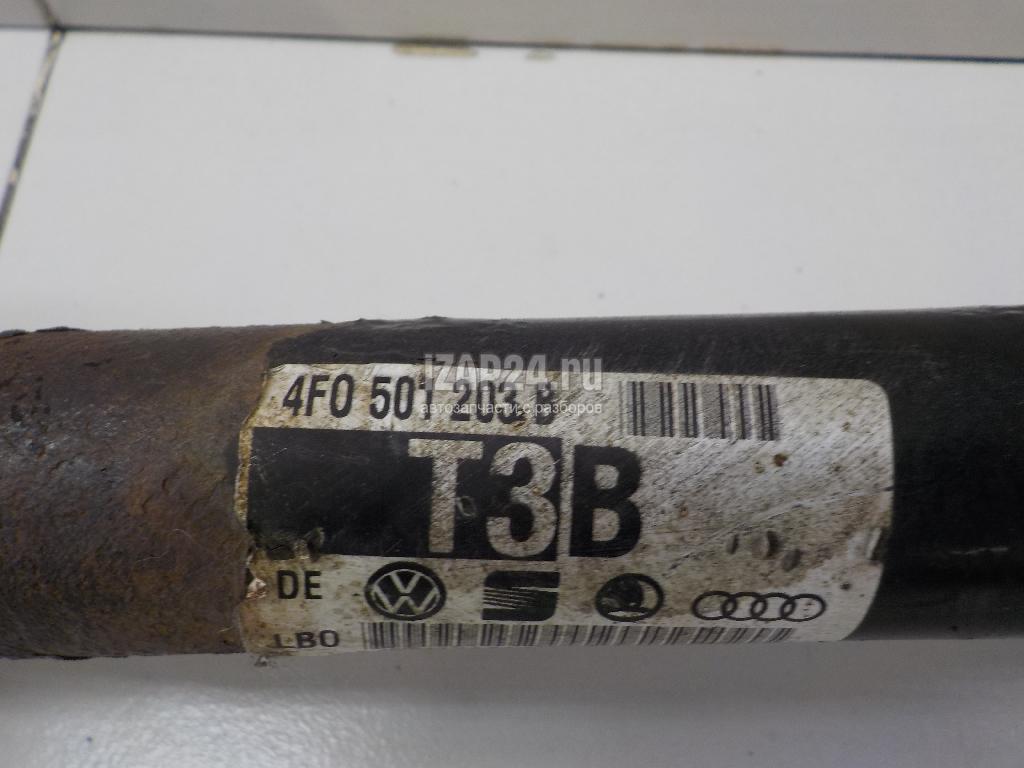 iZAP24.ru
4F0 501 203 B
автозапчасти с разборов
T3B
DE
LBO